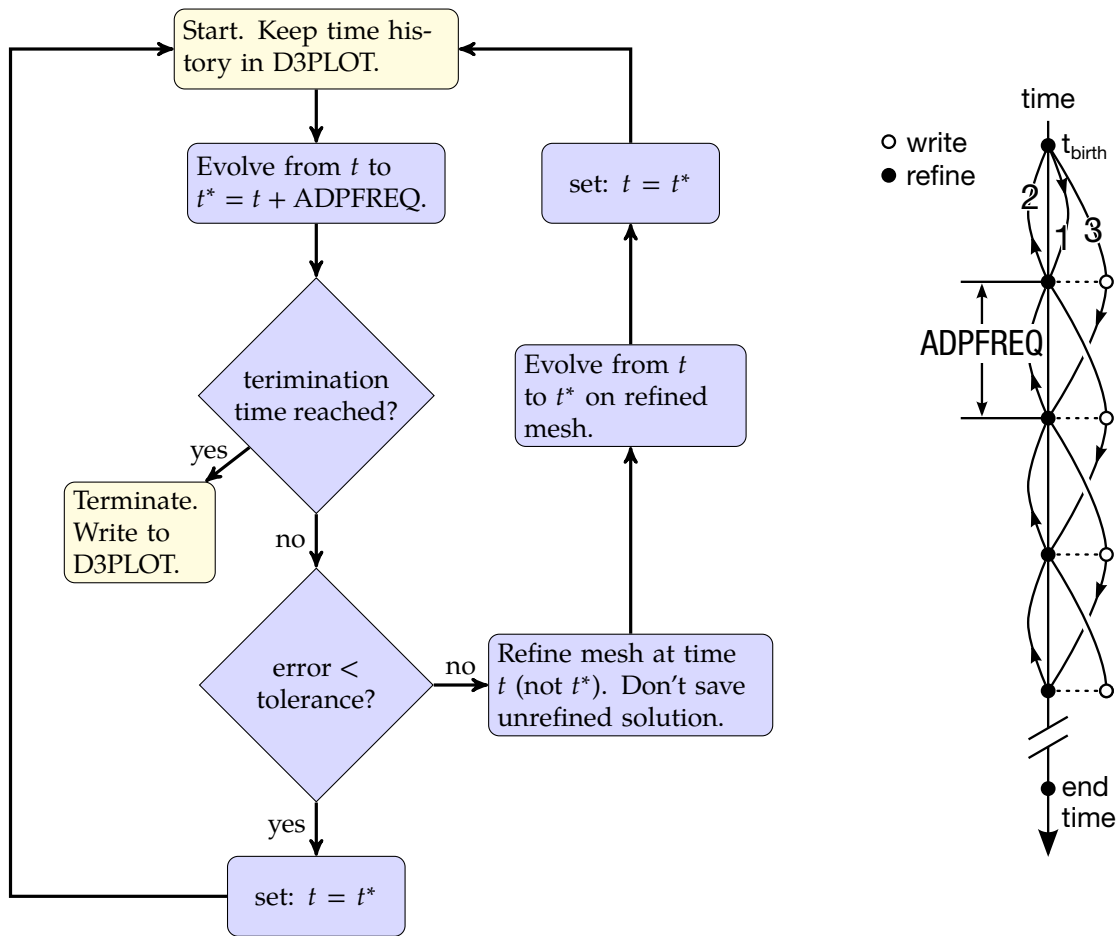 Start. Keep time his-
tory in D3PLOT.
Evolve from t to
t* = t + ADPFREQ.
set: t = t*
terimination
time reached?
yes
Terminate.
Write to
D3PLOT.
no
Evolve from t
to t* on refined
mesh.
error <
tolerance?
no
Refine mesh at time
t (not t*). Don't save
unrefined solution.
yes
set: t = t*
time
write
refine
t_birth
2
1
3
ADPFREQ
end
time